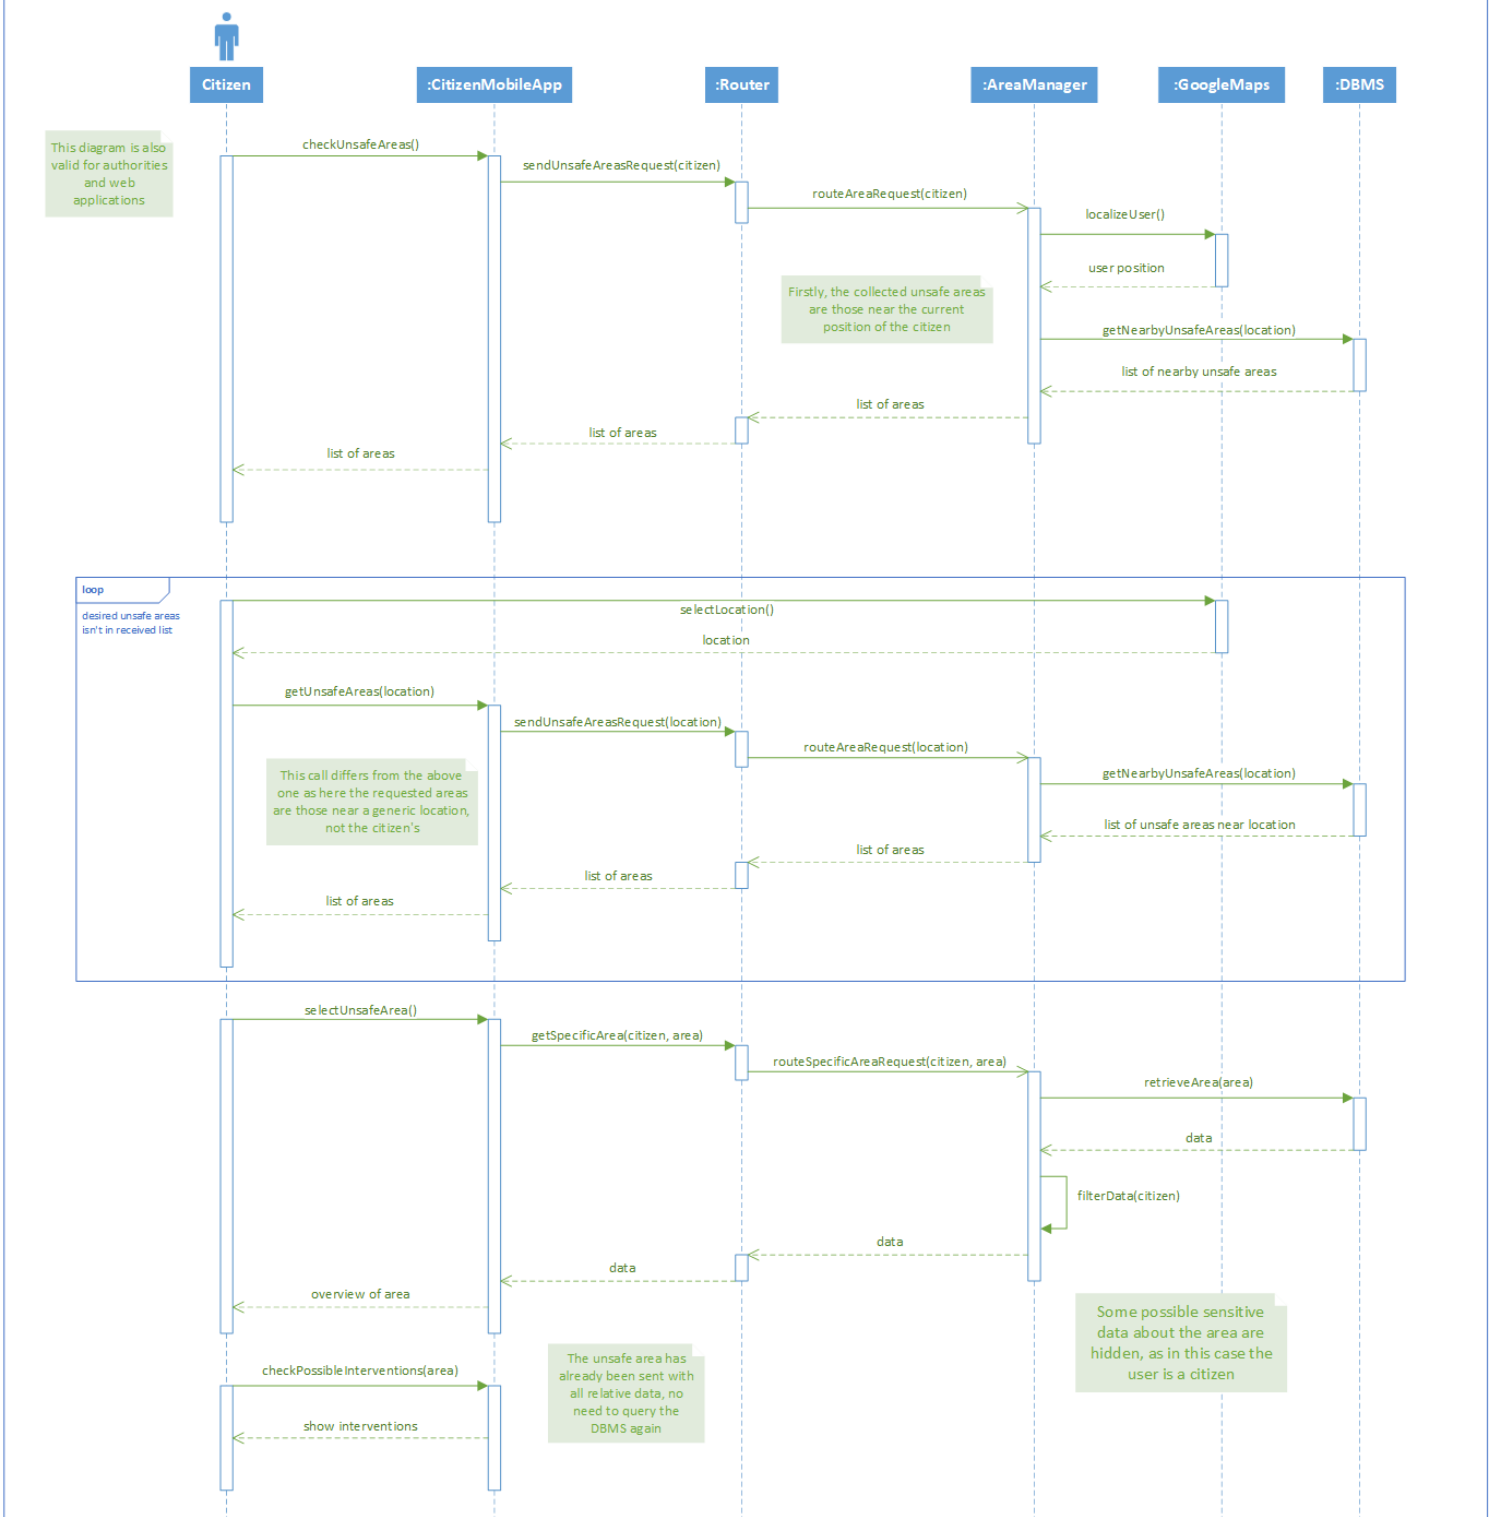 Citizen
:CitizenMobileApp
:Router
:AreaManager
:GoogleMaps
:DBMS
This diagram is also
valid for authorities
and web
applications
checkUnsafeAreas()
sendUnsafeAreasRequest(citizen)
routeAreaRequest(citizen)
localizeUser()
user position
Firstly, the collected unsafe areas
are those near the current
position of the citizen
getNearbyUnsafeAreas(location)
list of nearby unsafe areas
list of areas
list of areas
list of areas
loop
desired unsafe areas
isn't in received list
selectLocation()
location
getUnsafeAreas(location)
sendUnsafeAreasRequest(location)
routeAreaRequest(location)
getNearbyUnsafeAreas(location)
This call differs from the above
one as here the requested areas
are those near a generic location,
not the citizen's
list of unsafe areas near location
list of areas
list of areas
list of areas
selectUnsafeArea()
getSpecificArea(citizen, area)
routeSpecificAreaRequest(citizen, area)
retrieveArea(area)
data
filterData(citizen)
data
data
overview of area
Some possible sensitive
data about the area are
hidden, as in this case the
user is a citizen
checkPossibleInterventions(area)
The unsafe area has
already been sent with
all relative data, no
need to query the
DBMS again
show interventions